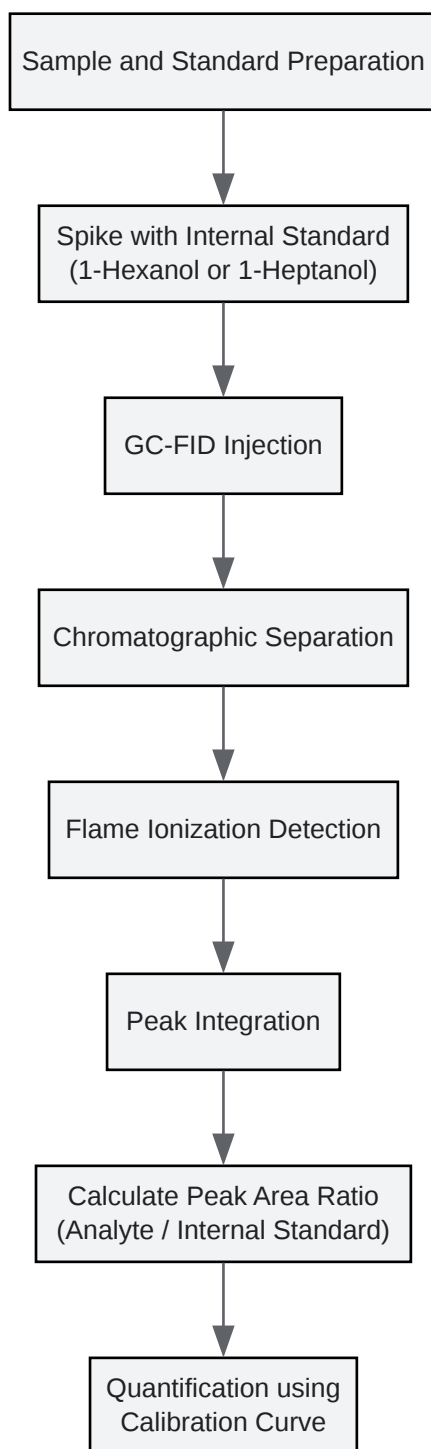 Sample and Standard Preparation
Spike with Internal Standard
(1-Hexanol or 1-Heptanol)
GC-FID Injection
Chromatographic Separation
Flame Ionization Detection
Peak Integration
Calculate Peak Area Ratio
(Analyte / Internal Standard)
Quantification using
Calibration Curve